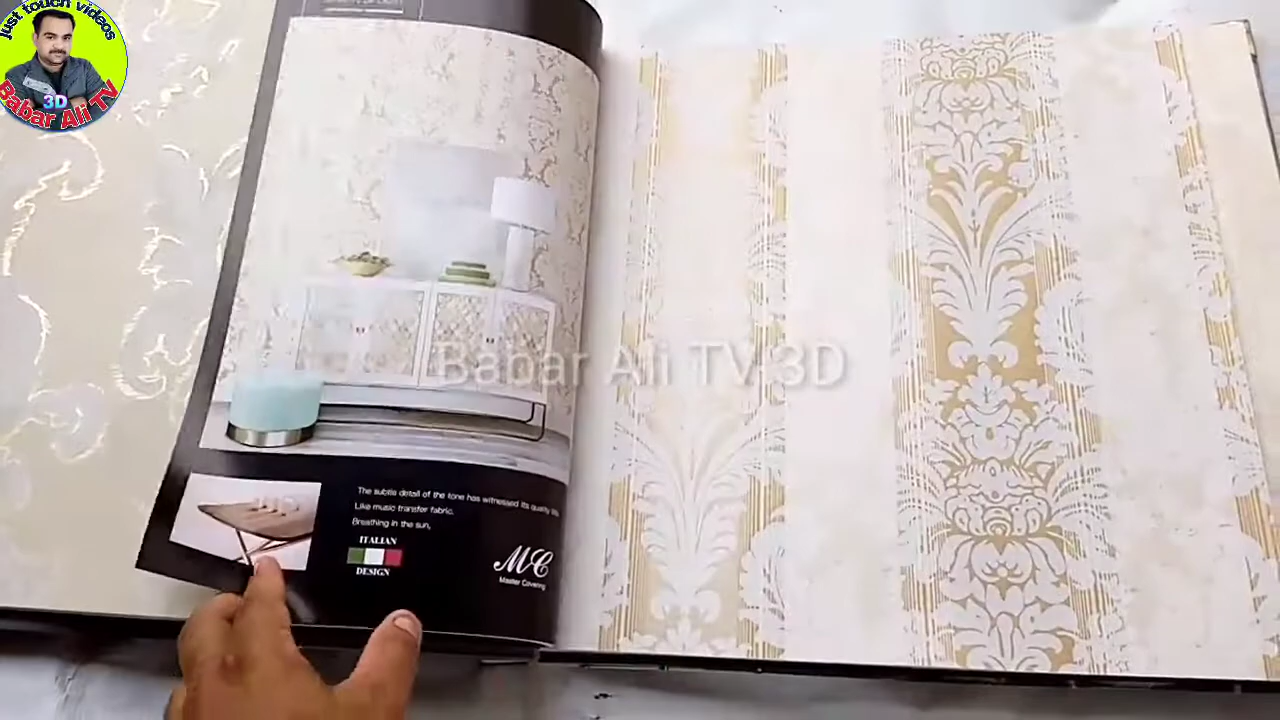 just touch videos
3D
Babar Ali TV
Babar Ali TV 3D
The subtle detail of the tone has witnessed its quality
Like music transfer fabric.
Breathing in the sun,
ITALIAN
DESIGN
MC
Master Covering